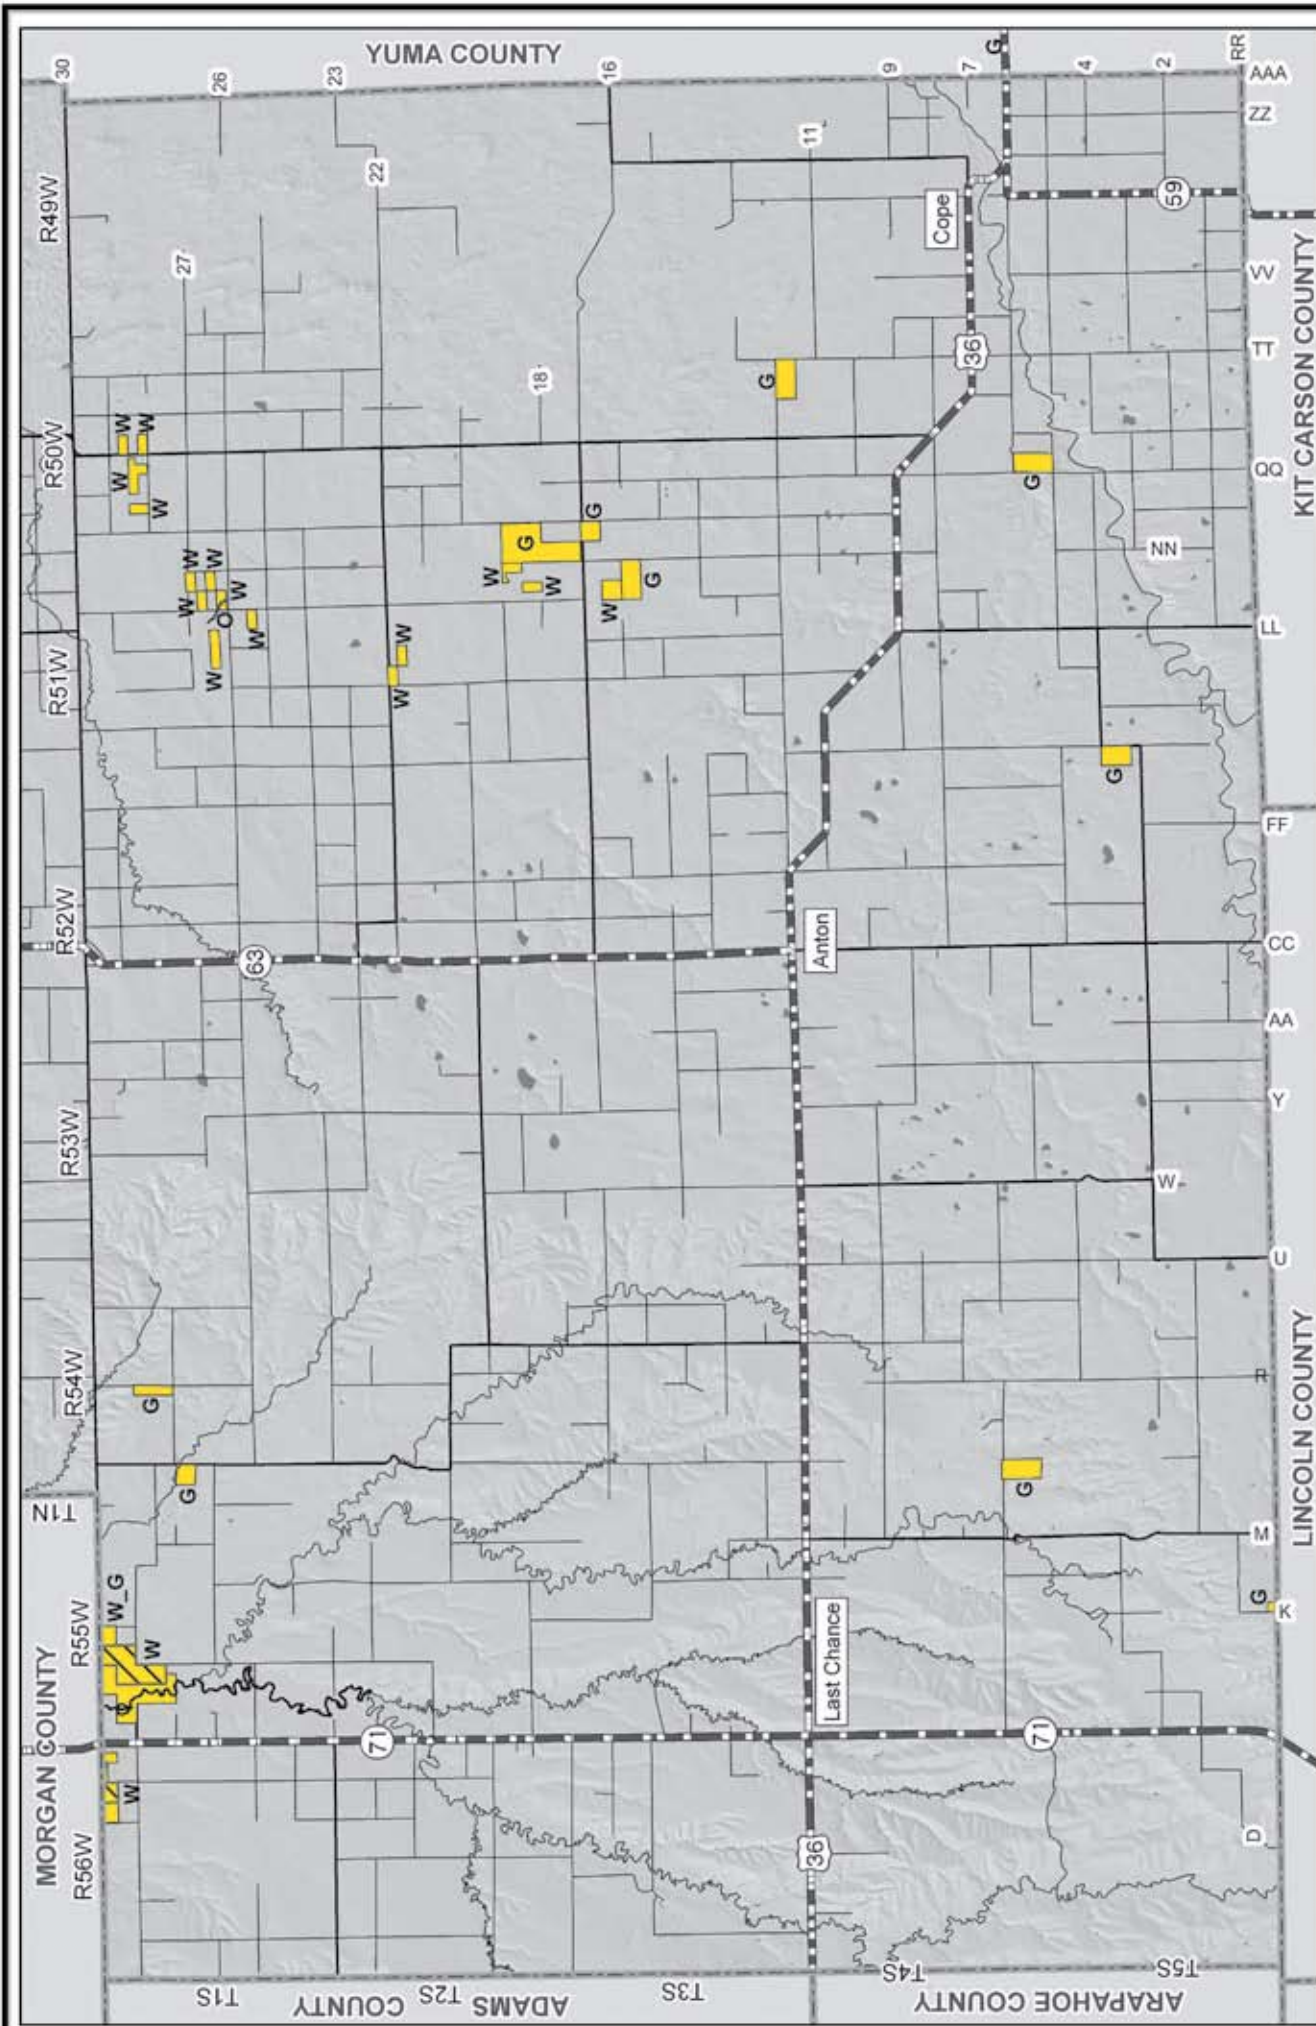 YUMA COUNTY
30
26
23
16
9
7
G
4
2
RR
AAA
ZZ
R49W
22
11
Cope
59
27
VV
36
TT
18
G
R50W
W
W
W
W
QQ
G
KIT CARSON COUNTY
G
G
W
W
W
W
W
O
W
W
W
W
G
NN
W
W
LL
R51W
G
FF
R52W
63
Anton
CC
AA
R53W
Y
W
U
R54W
G
R
G
G
T1N
M
LINCOLN COUNTY
W_G
G
K
R55W
W
Last Chance
MORGAN COUNTY
71
71
W
R56W
36
D
T1S
T2S
T3S
T4S
T5S
ADAMS COUNTY
ARAPAHOE COUNTY